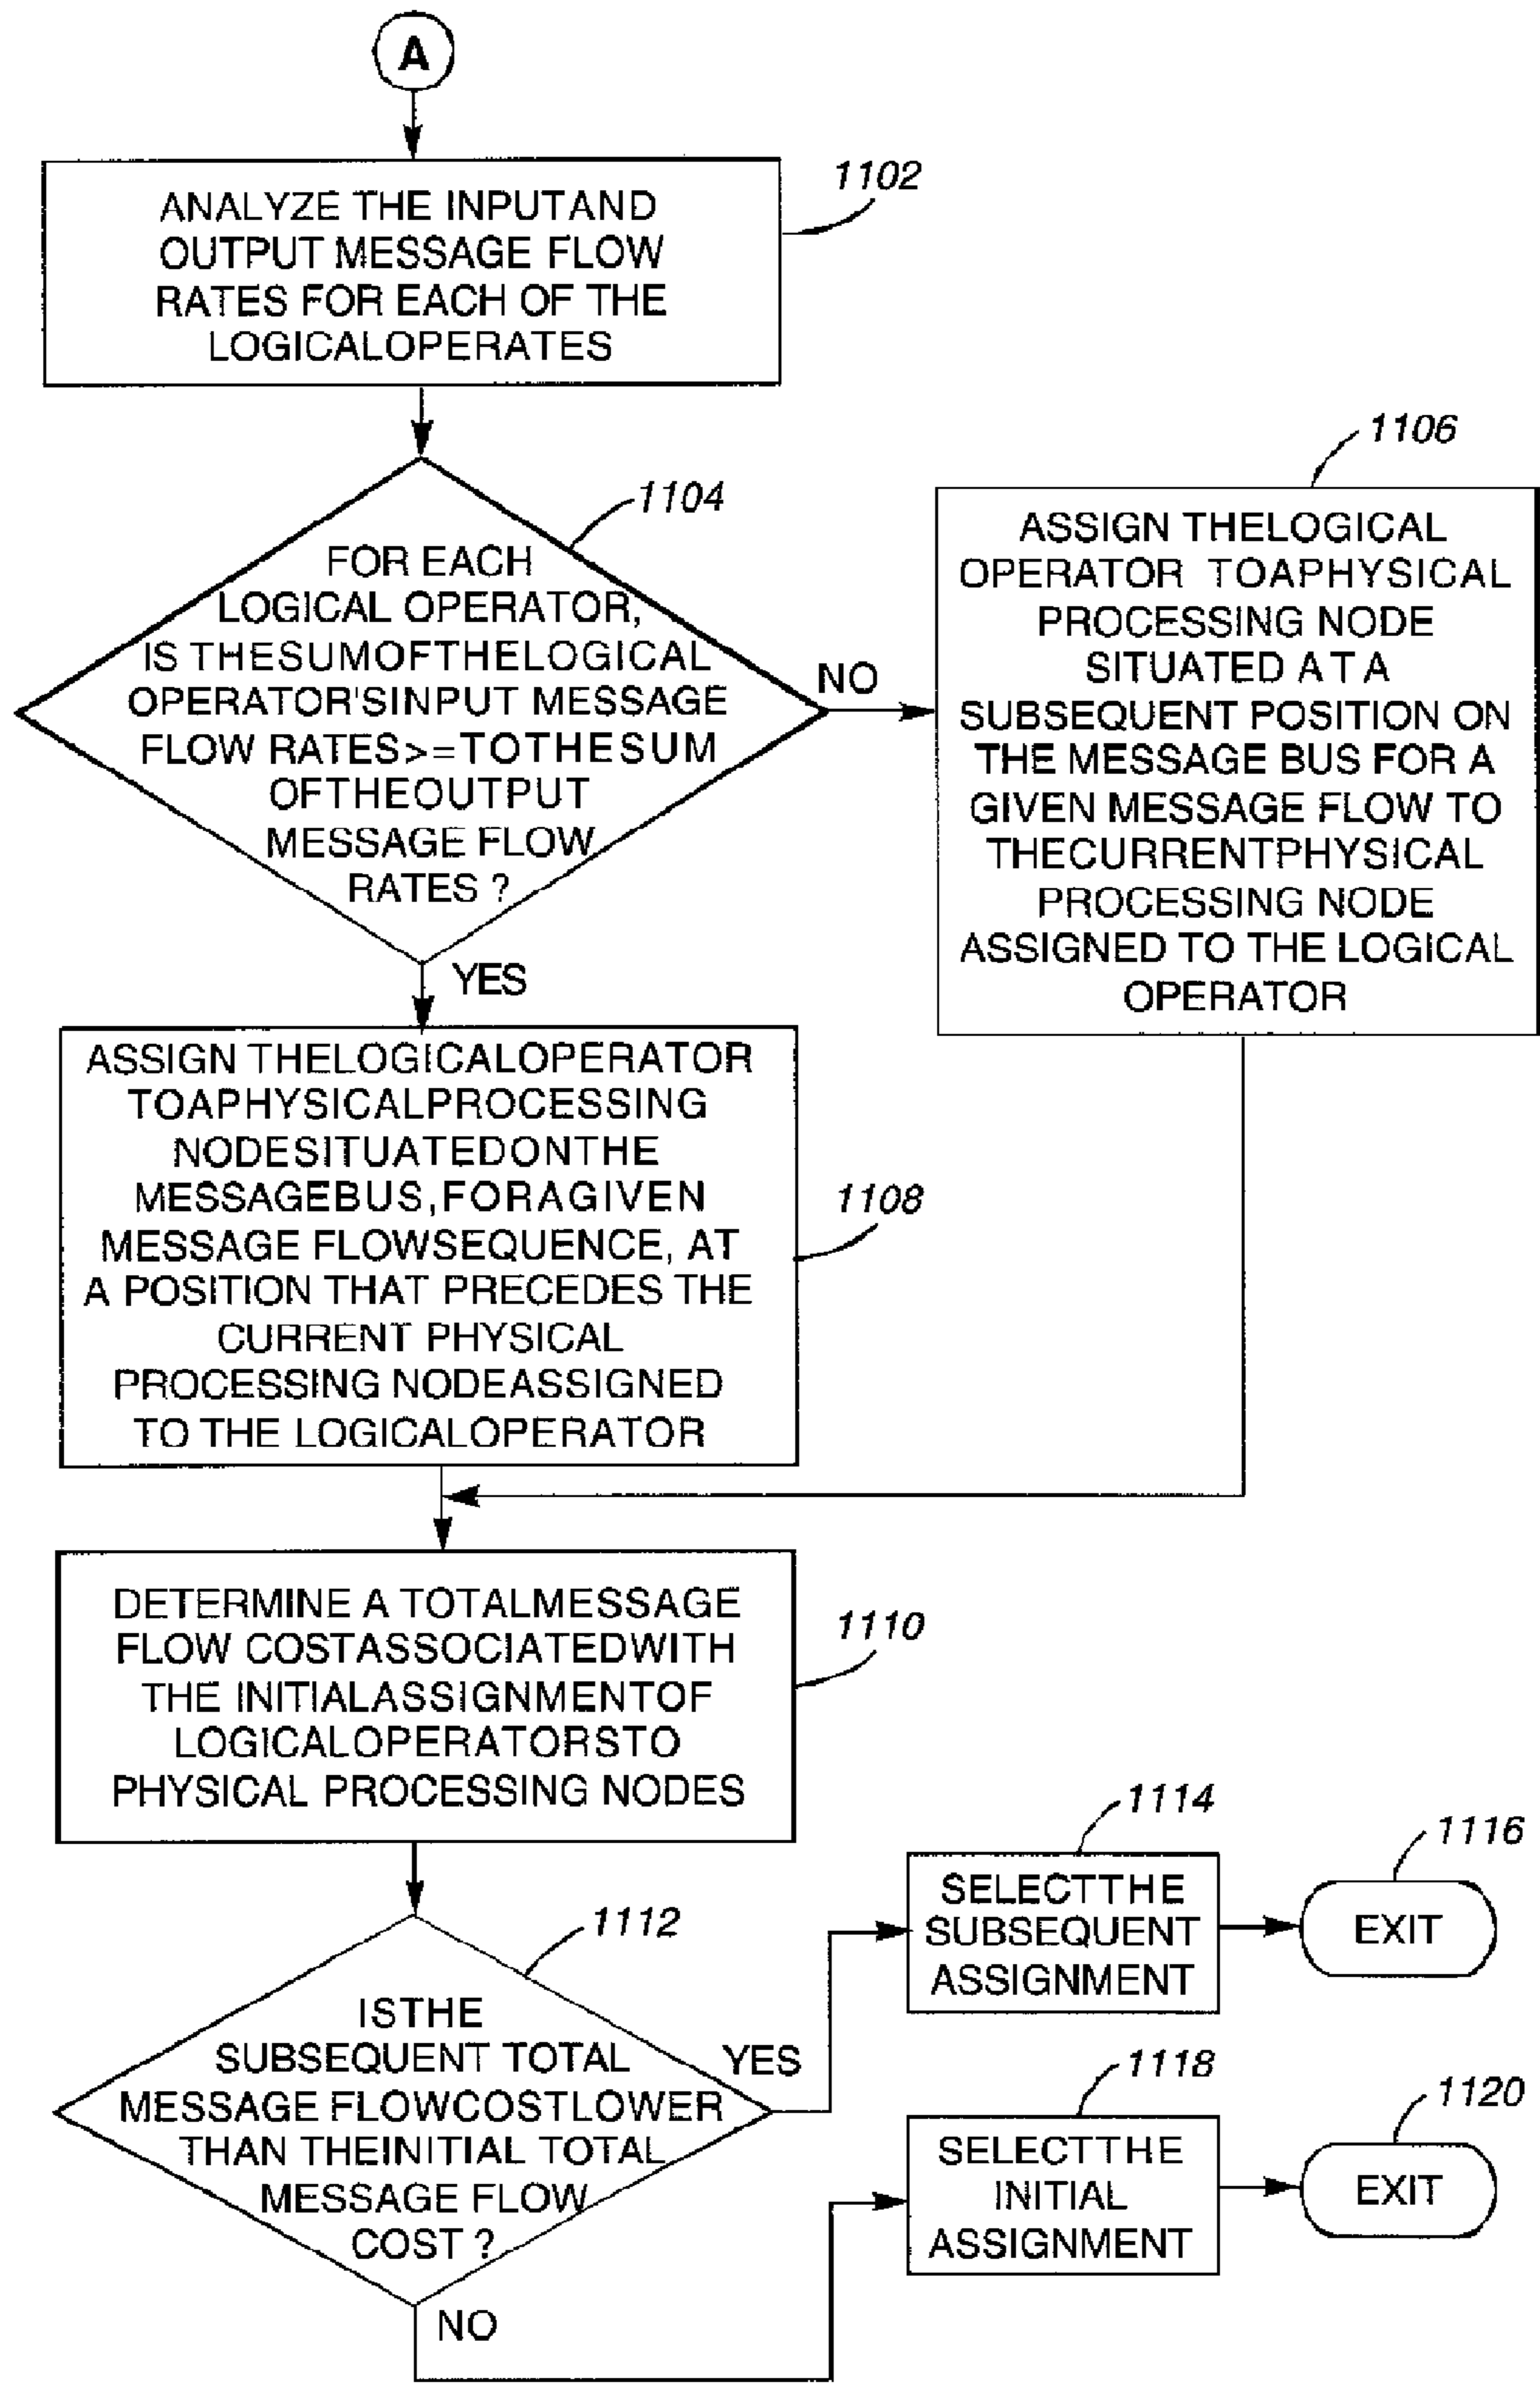 A
1102
ANALYZE THE INPUTAND
OUTPUT MESSAGE FLOW
RATES FOR EACH OF THE
LOGICALOPERATES
1104
FOR EACH
LOGICAL OPERATOR,
IS THESUMOFTHELOGICAL
OPERATOR'SINPUT MESSAGE
FLOW RATES>=TOTHESUM
OFTHEOUTPUT
MESSAGE FLOW
RATES ?
NO
YES
1106
ASSIGN THELOGICAL
OPERATOR TOAPHYSICAL
PROCESSING NODE
SITUATED AT A
SUBSEQUENT POSITION ON
THE MESSAGE BUS FOR A
GIVEN MESSAGE FLOW TO
THECURRENTPHYSICAL
PROCESSING NODE
ASSIGNED TO THE LOGICAL
OPERATOR
ASSIGN THELOGICALOPERATOR
TOAPHYSICALPROCESSING
NODESITUATEDONTHE
MESSAGEBUS,FORAGIVEN
MESSAGE FLOWSEQUENCE, AT
A POSITION THAT PRECEDES THE
CURRENT PHYSICAL
PROCESSING NODEASSIGNED
TO THE LOGICALOPERATOR
1108
DETERMINE A TOTALMESSAGE
FLOW COSTASSOCIATEDWITH
THE INITIALASSIGNMENTOF
LOGICALOPERATORSTO
PHYSICAL PROCESSING NODES
1110
1112
ISTHE
SUBSEQUENT TOTAL
MESSAGE FLOWCOSTLOWER
THAN THEINITIAL TOTAL
MESSAGE FLOW
COST ?
YES
NO
1114
SELECTTHE
SUBSEQUENT
ASSIGNMENT
1116
EXIT
1118
SELECTTHE
INITIAL
ASSIGNMENT
1120
EXIT